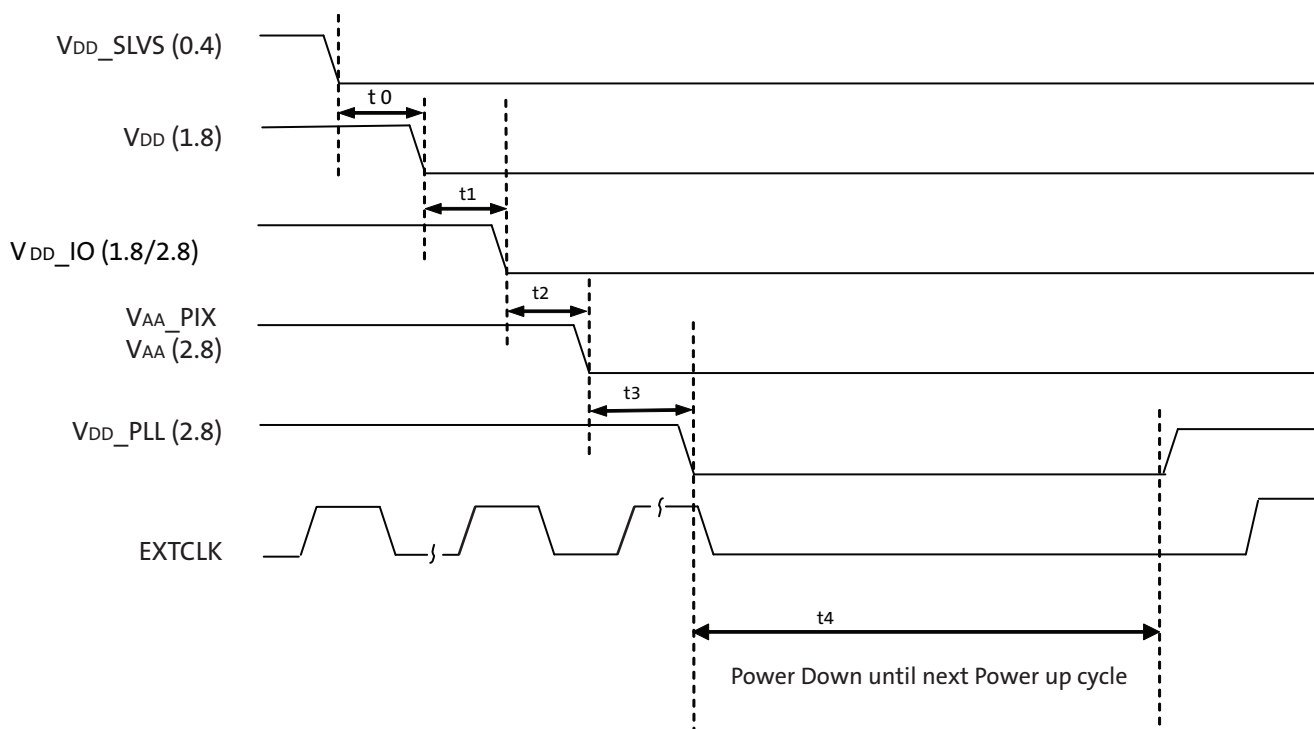 VDD_SLVS (0.4)
t 0
VDD (1.8)
t1
V DD_IO (1.8/2.8)
t2
VAA_PIX
VAA (2.8)
t3
VDD_PLL (2.8)
EXTCLK
t4
Power Down until next Power up cycle